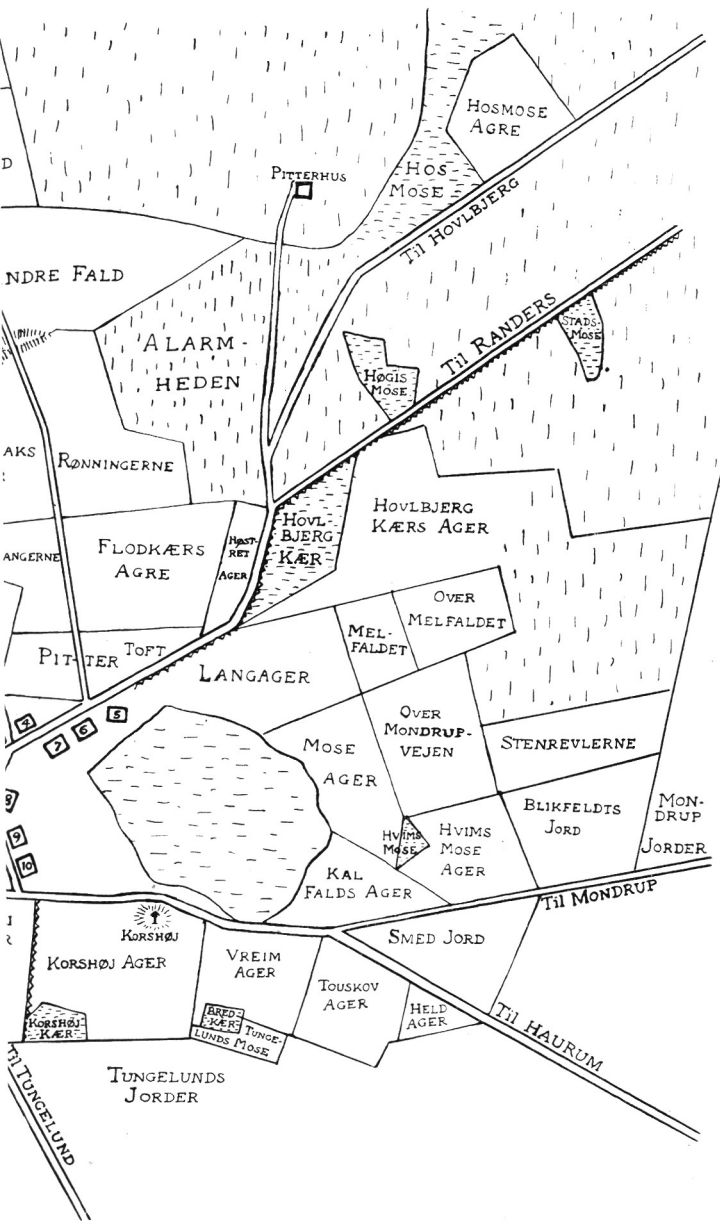 HOSMOSE
AGRE
D
PITTERHUS
HOS
MOSE
Til HOVLBJERG
NDRE FALD
Til RANDERS
STADS-
MOSE
ALARM-
HEDEN
HØGIS
MOSE
AKS
RØNNINGERNE
HOVLBJERG
KÆRS AGER
HOVL
BJERG
KÆR
HØST-
RET
AGER
FLODKÆRS
AGRE
ANGERNE
OVER
MELFALDET
MEL-
FALDET
PITTER TOFT
LANGAGER
4
5
6
7
OVER
MONDRUP-
VEJEN
MOSE
AGER
STENREVLERNE
8
9
10
BLIKFELDTS
JORD
MON-
DRUP
JORDER
HVIMS
MOSE
HVIMS
MOSE
AGER
KAL
FALDS AGER
Til MONDRUP
KORSHØJ
SMED JORD
KORSHØJ AGER
VREIM
AGER
TOUSKOV
AGER
HELD
AGER
BRED-
KÆR
TUNGE-
LUNDS MOSE
KORSHØJ
KÆR
Til HAURUM
TUNGELUNDS
JORDER
Til TUNGELUND